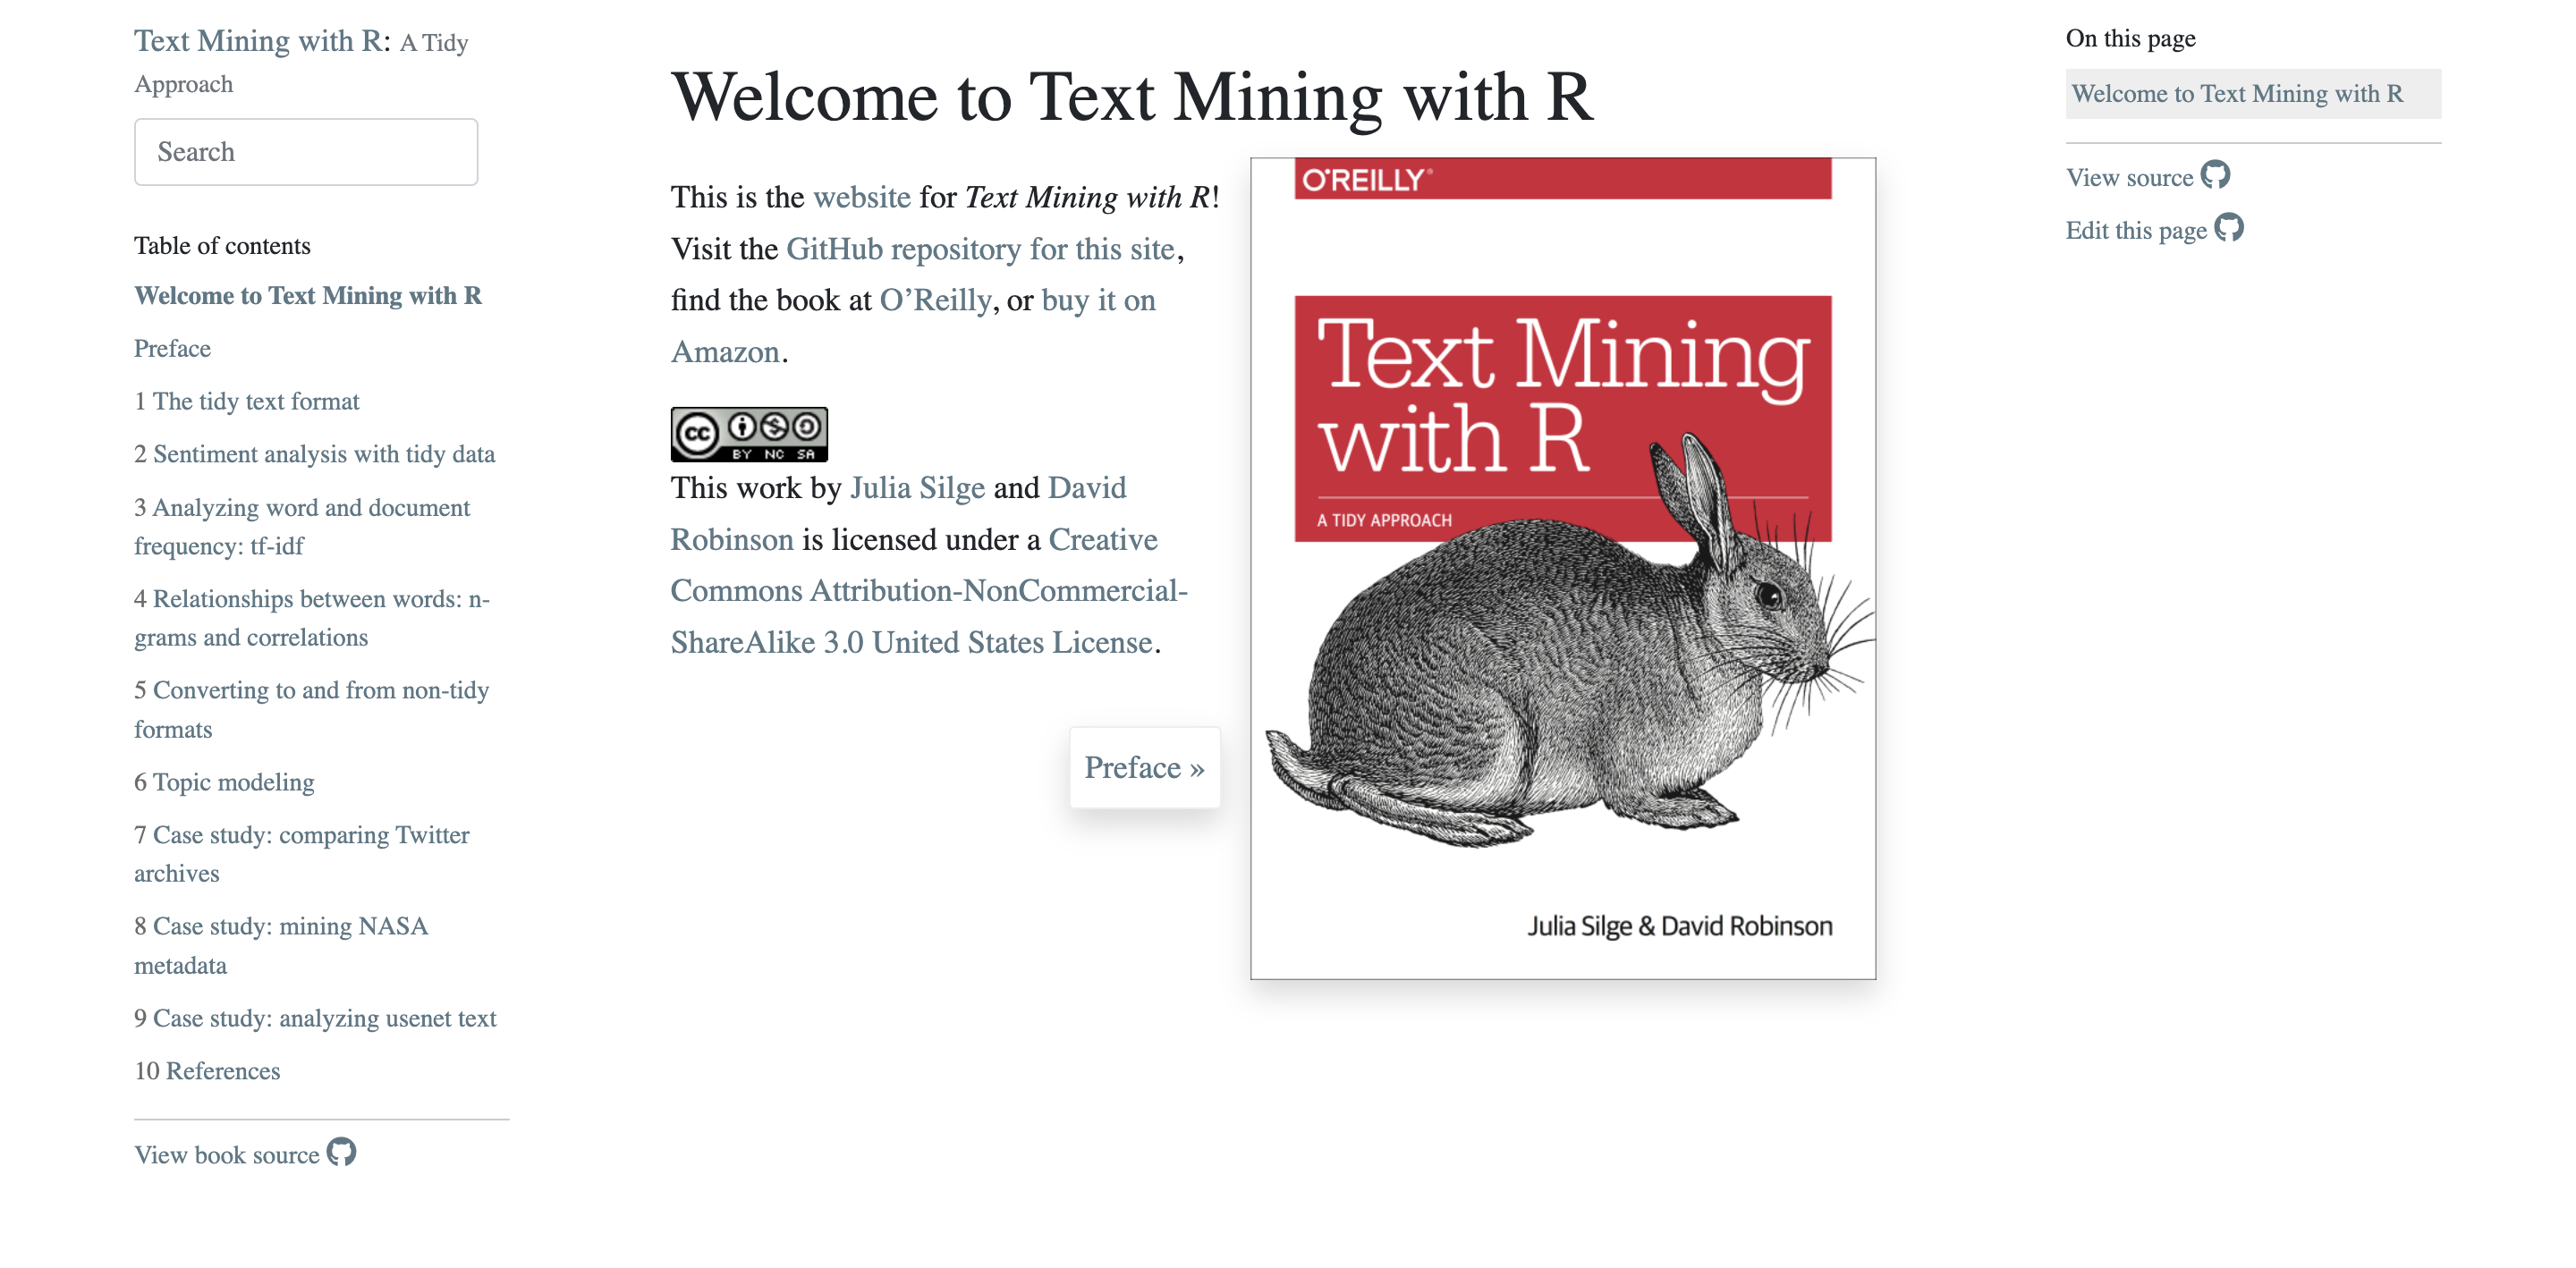 Text Mining with R: A Tidy
Approach
Search
Table of contents
Welcome to Text Mining with R
Preface
1 The tidy text format
2 Sentiment analysis with tidy data
3 Analyzing word and document
frequency: tf-idf
4 Relationships between words: n-
grams and correlations
5 Converting to and from non-tidy
formats
6 Topic modeling
7 Case study: comparing Twitter
archives
8 Case study: mining NASA
metadata
9 Case study: analyzing usenet text
10 References
View book source
Welcome to Text Mining with R
This is the website for Text Mining with R!
Visit the GitHub repository for this site,
find the book at O’Reilly, or buy it on
Amazon.
cc
BY NC SA
This work by Julia Silge and David
Robinson is licensed under a Creative
Commons Attribution-NonCommercial-
ShareAlike 3.0 United States License.
Preface »
O'REILLY®
Text Mining
with R
A TIDY APPROACH
Julia Silge & David Robinson
On this page
Welcome to Text Mining with R
View source
Edit this page